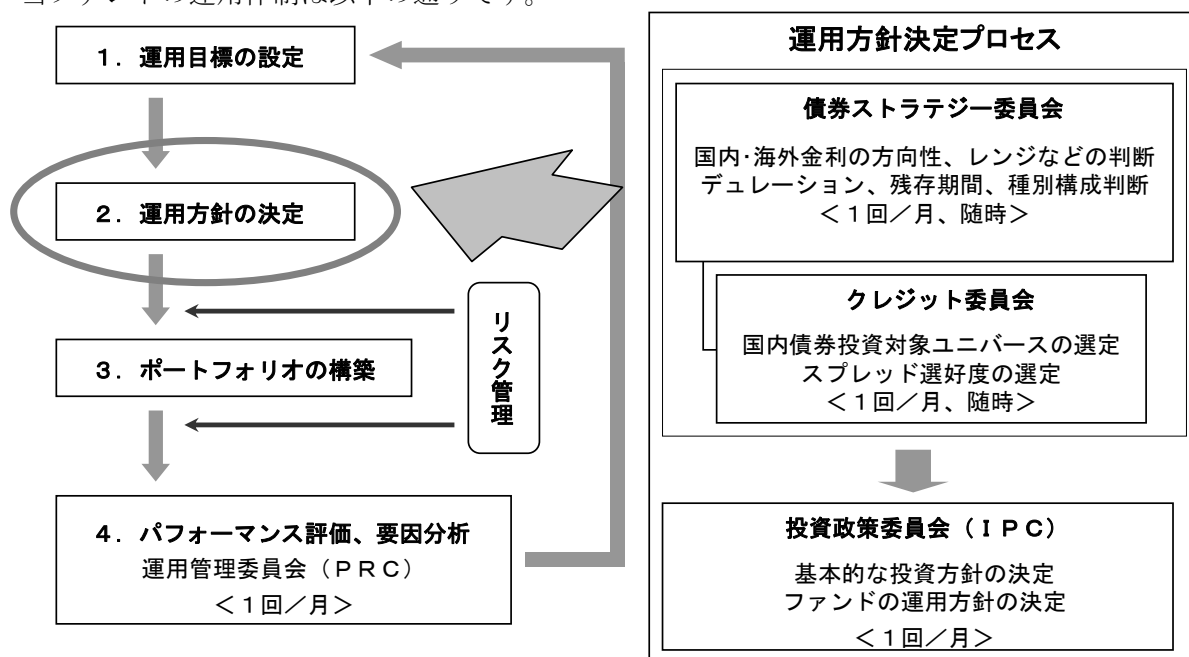 当ファンドの運用体制は以下の通りです。
1．運用目標の設定
2．運用方針の決定
3．ポートフォリオの構築
リスク管理
4．パフォーマンス評価、要因分析
運用管理委員会（ＰＲＣ）
＜1回／月＞
運用方針決定プロセス
債券ストラテジー委員会
国内･海外金利の方向性、レンジなどの判断
デュレーション、残存期間、種別構成判断
＜1回／月、随時＞
クレジット委員会
国内債券投資対象ユニバースの選定
スプレッド選好度の選定
＜1回／月、随時＞
投資政策委員会（ＩＰＣ）
基本的な投資方針の決定
ファンドの運用方針の決定
＜1回／月＞